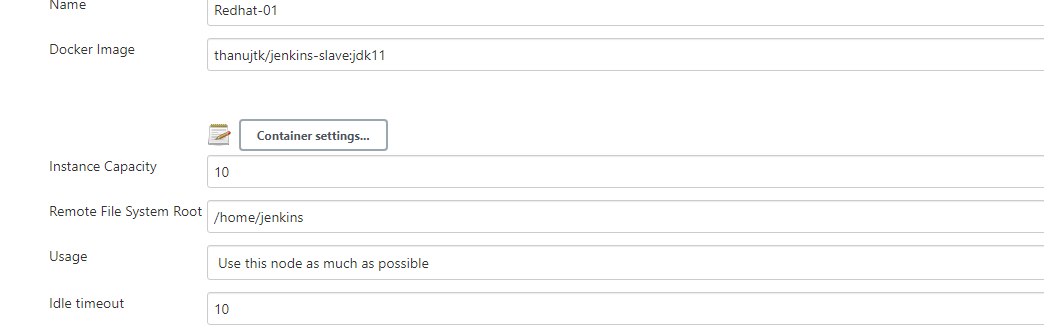 Name Redhat-01
Docker Image thanujtk/jenkins-slave:jdk11
Container settings...
Instance Capacity 10
Remote File System Root /home/jenkins
Usage Use this node as much as possible
Idle timeout 10